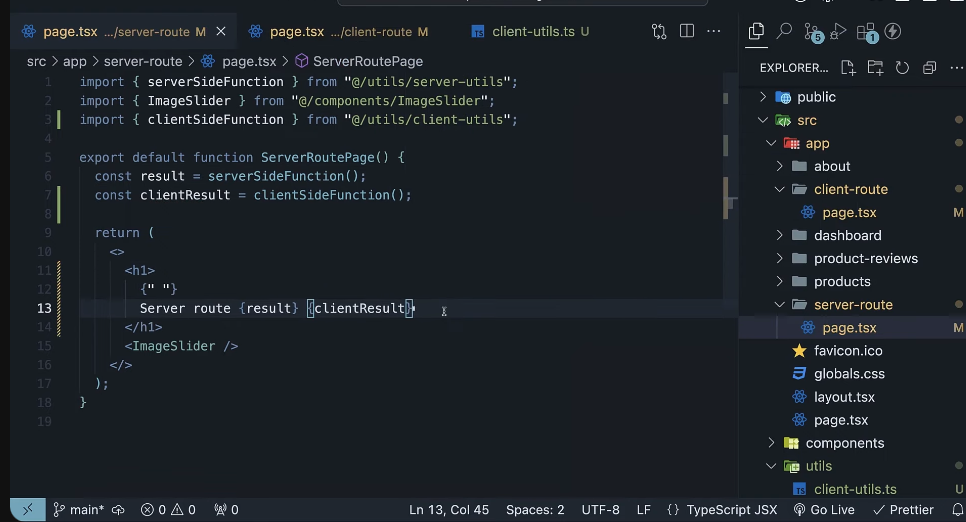 page.tsx .../server-route M
page.tsx .../client-route M
client-utils.ts U
src > app > server-route > page.tsx > ServerRoutePage
1 import { serverSideFunction } from "@/utils/server-utils";
2 import { ImageSlider } from "@/components/ImageSlider";
3 import { clientSideFunction } from "@/utils/client-utils";
4
5 export default function ServerRoutePage() {
6 const result = serverSideFunction();
7 const clientResult = clientSideFunction();
8
9 return (
10 <>
11 <h1>
12 {" "}
13 Server route {result} {clientResult}
14 </h1>
15 <ImageSlider />
16 </>
17 );
18 }
19
5
1
EXPLORER...
public
src
app
about
client-route
page.tsx M
dashboard
product-reviews
products
server-route
page.tsx M
favicon.ico
globals.css
layout.tsx
page.tsx
components
utils
client-utils.ts U
main* 0 0 0 Ln 13, Col 45 Spaces: 2 UTF-8 LF {} TypeScript JSX Go Live Prettier